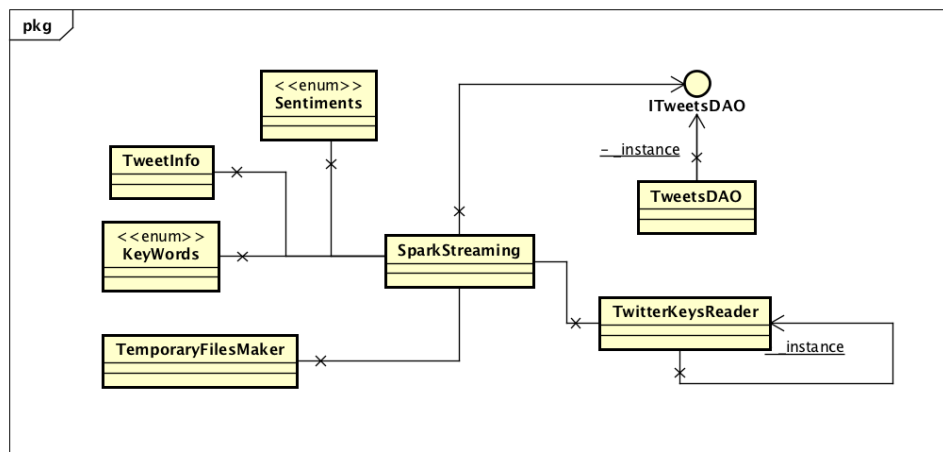 pkg
<<enum>>
Sentiments
ITweetsDAO
TweetInfo
- _instance
TweetsDAO
<<enum>>
KeyWords
SparkStreaming
TwitterKeysReader
TemporaryFilesMaker
_instance